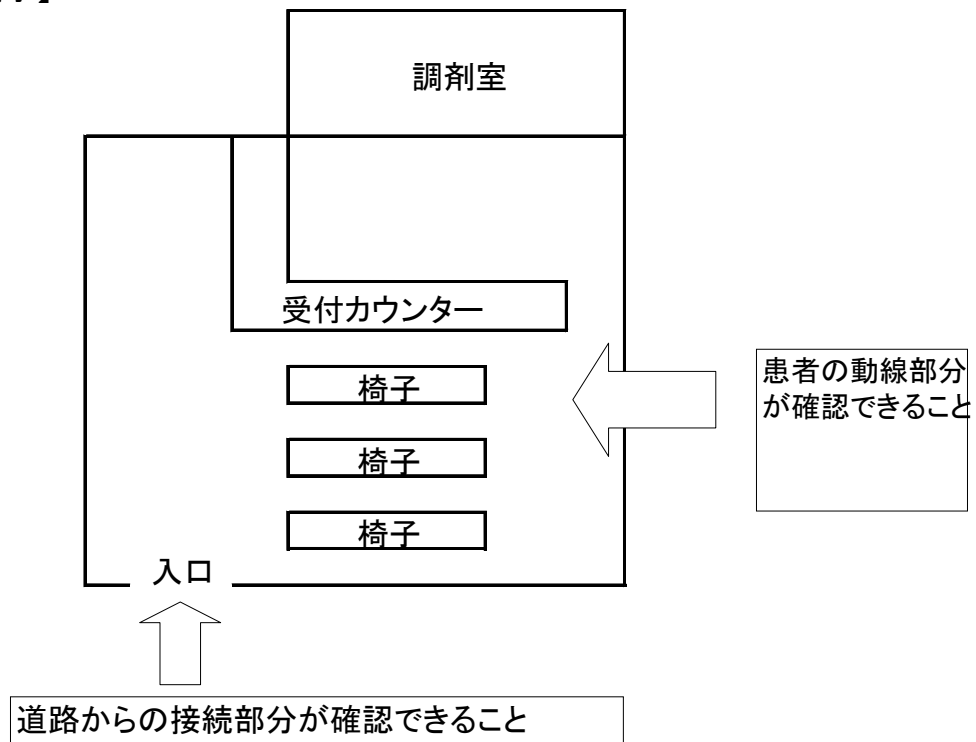 調剤室
受付カウンター
椅子
椅子
椅子
患者の動線部分
が確認できること
入口
道路からの接続部分が確認できること